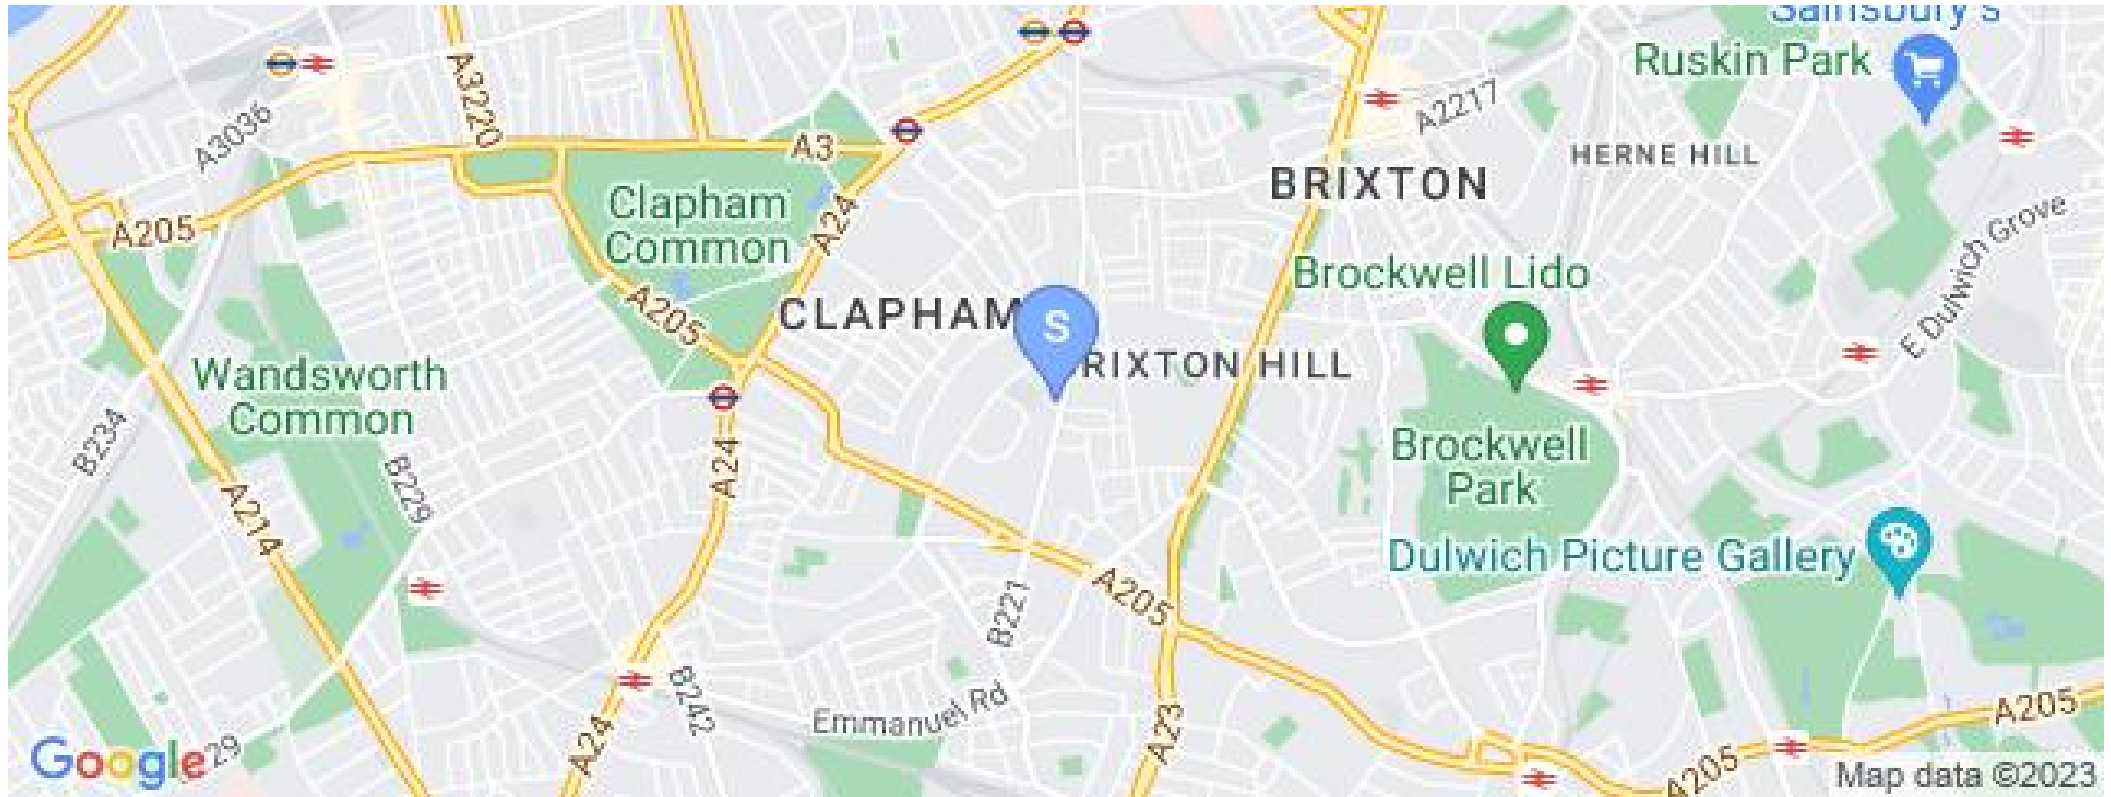 Sainsbury's
Ruskin Park
A3220
A3036
A2217
A3
HERNE HILL
BRIXTON
Clapham
Common
A24
A205
E Dulwich Grove
Brockwell Lido
A205
CLAPHAM
S
RIXTON HILL
Wandsworth
Common
B234
Brockwell
Park
A24
B229
A214
Dulwich Picture Gallery
A205
B221
B242
Emmanuel Rd
A24
A23
A205
A205
Google
29
Map data ©2023